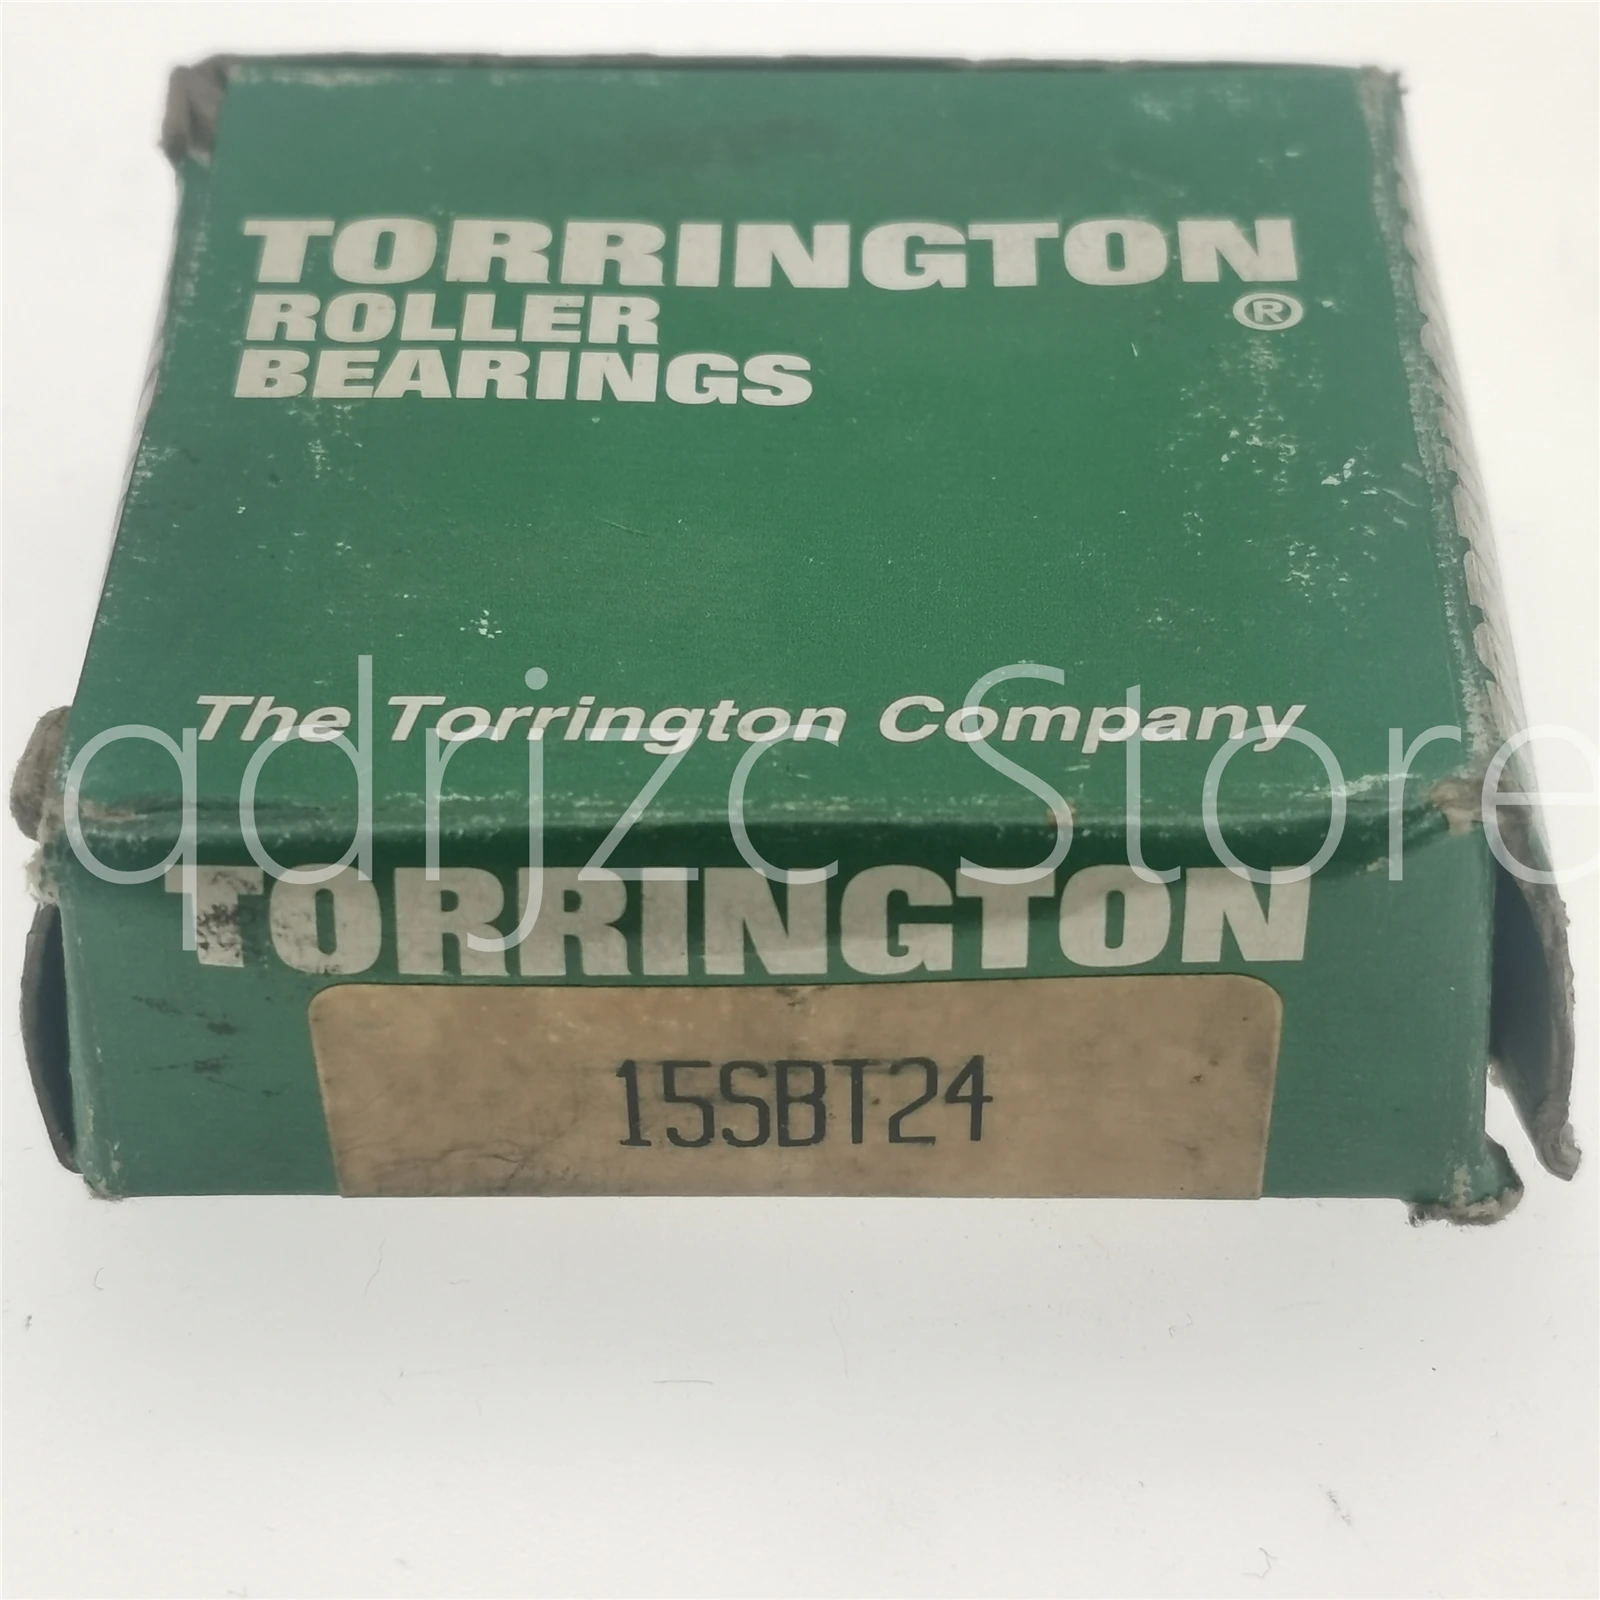 TORRINGTON
®
ROLLER
BEARINGS
The Torrington Company
qdrjzc Store
TORRINGTON
15SBT24